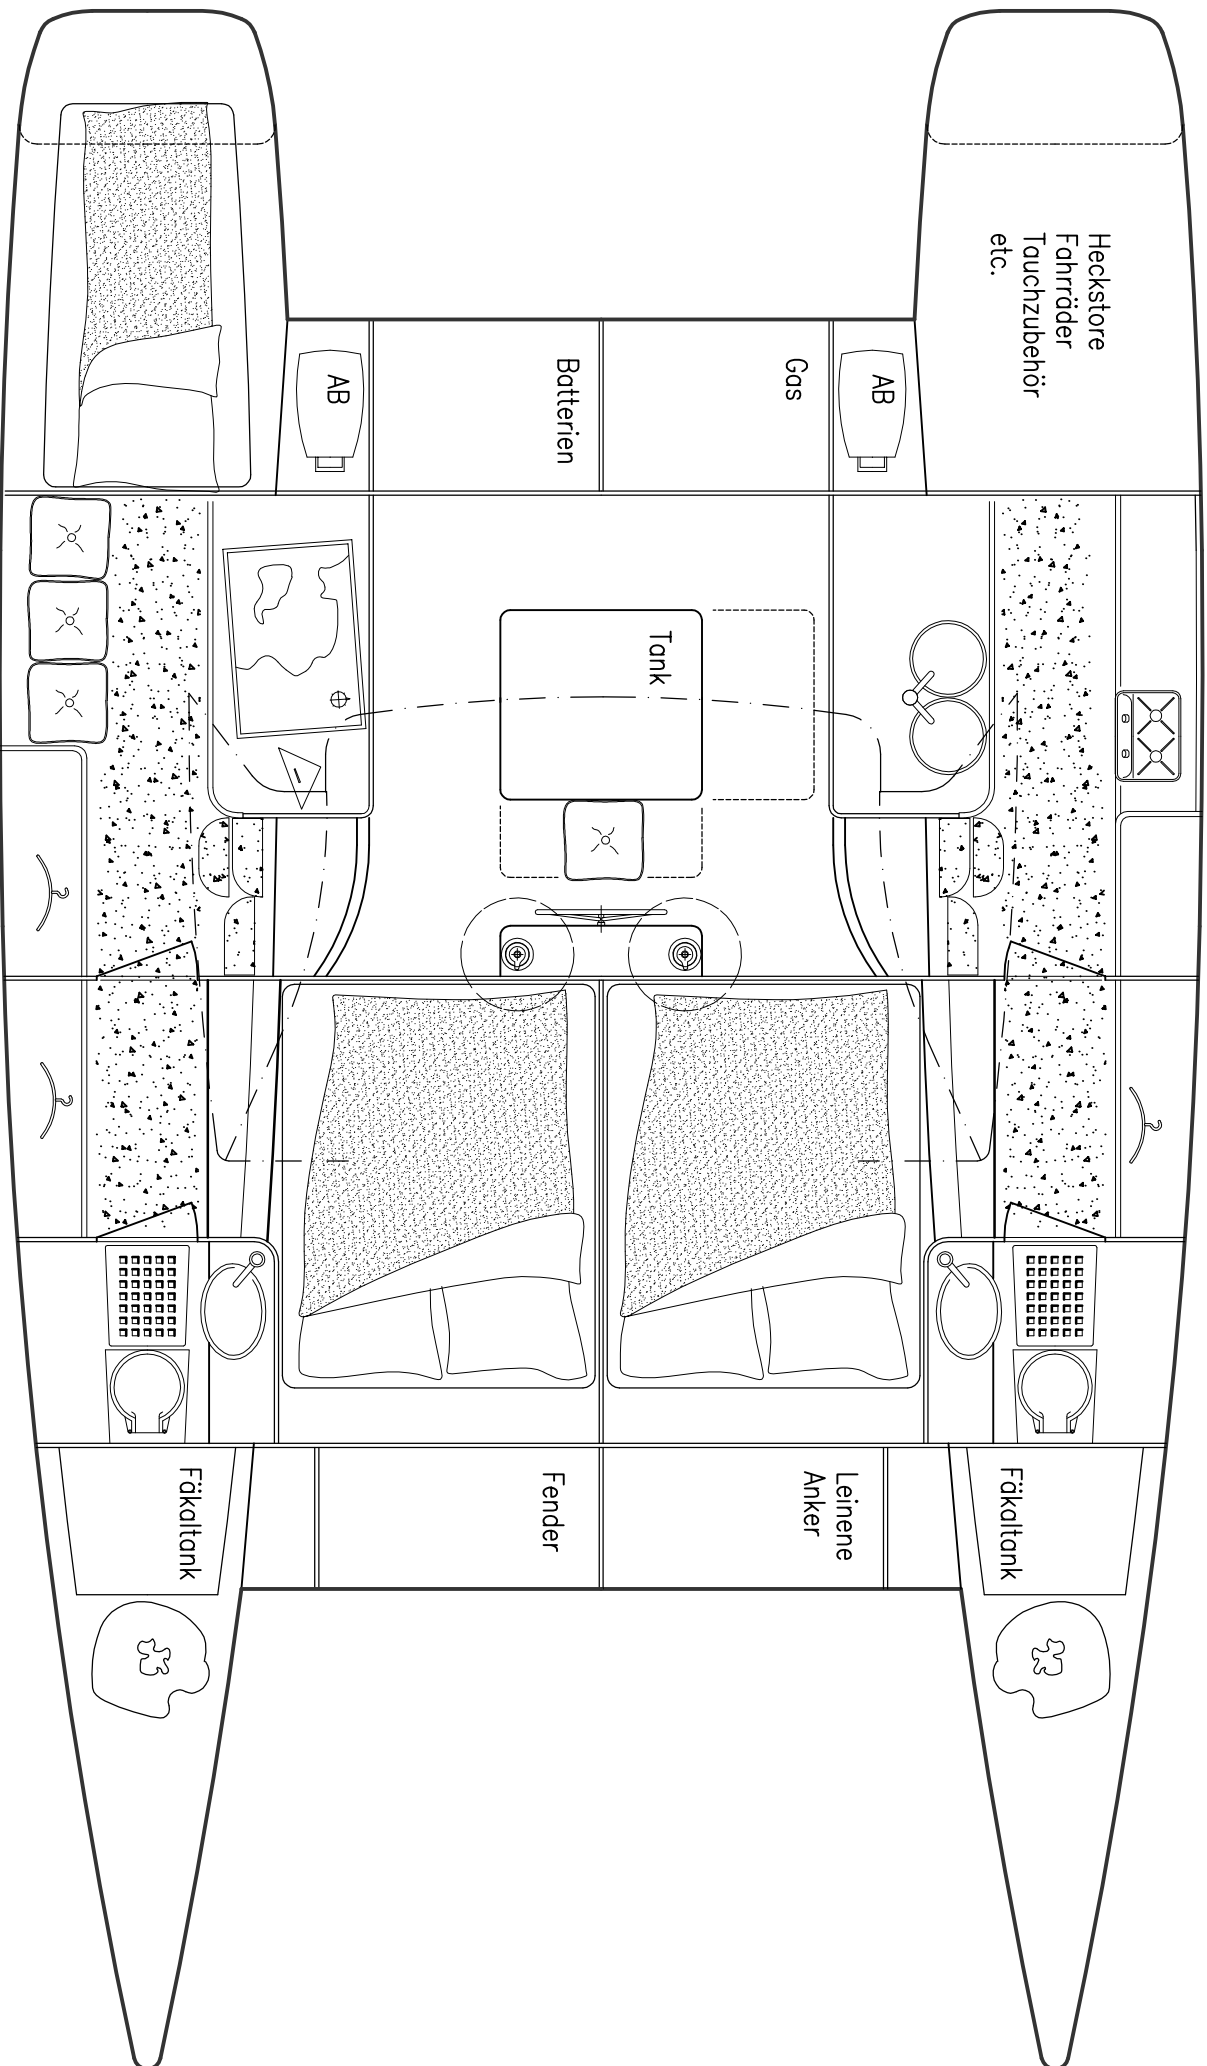 Heckstore
Fahrräder
Tauchzubehör
etc.
AB
Batterien
Gas
AB
Tank
Fäkaltank
Fender
Leinene
Anker
Fäkaltank